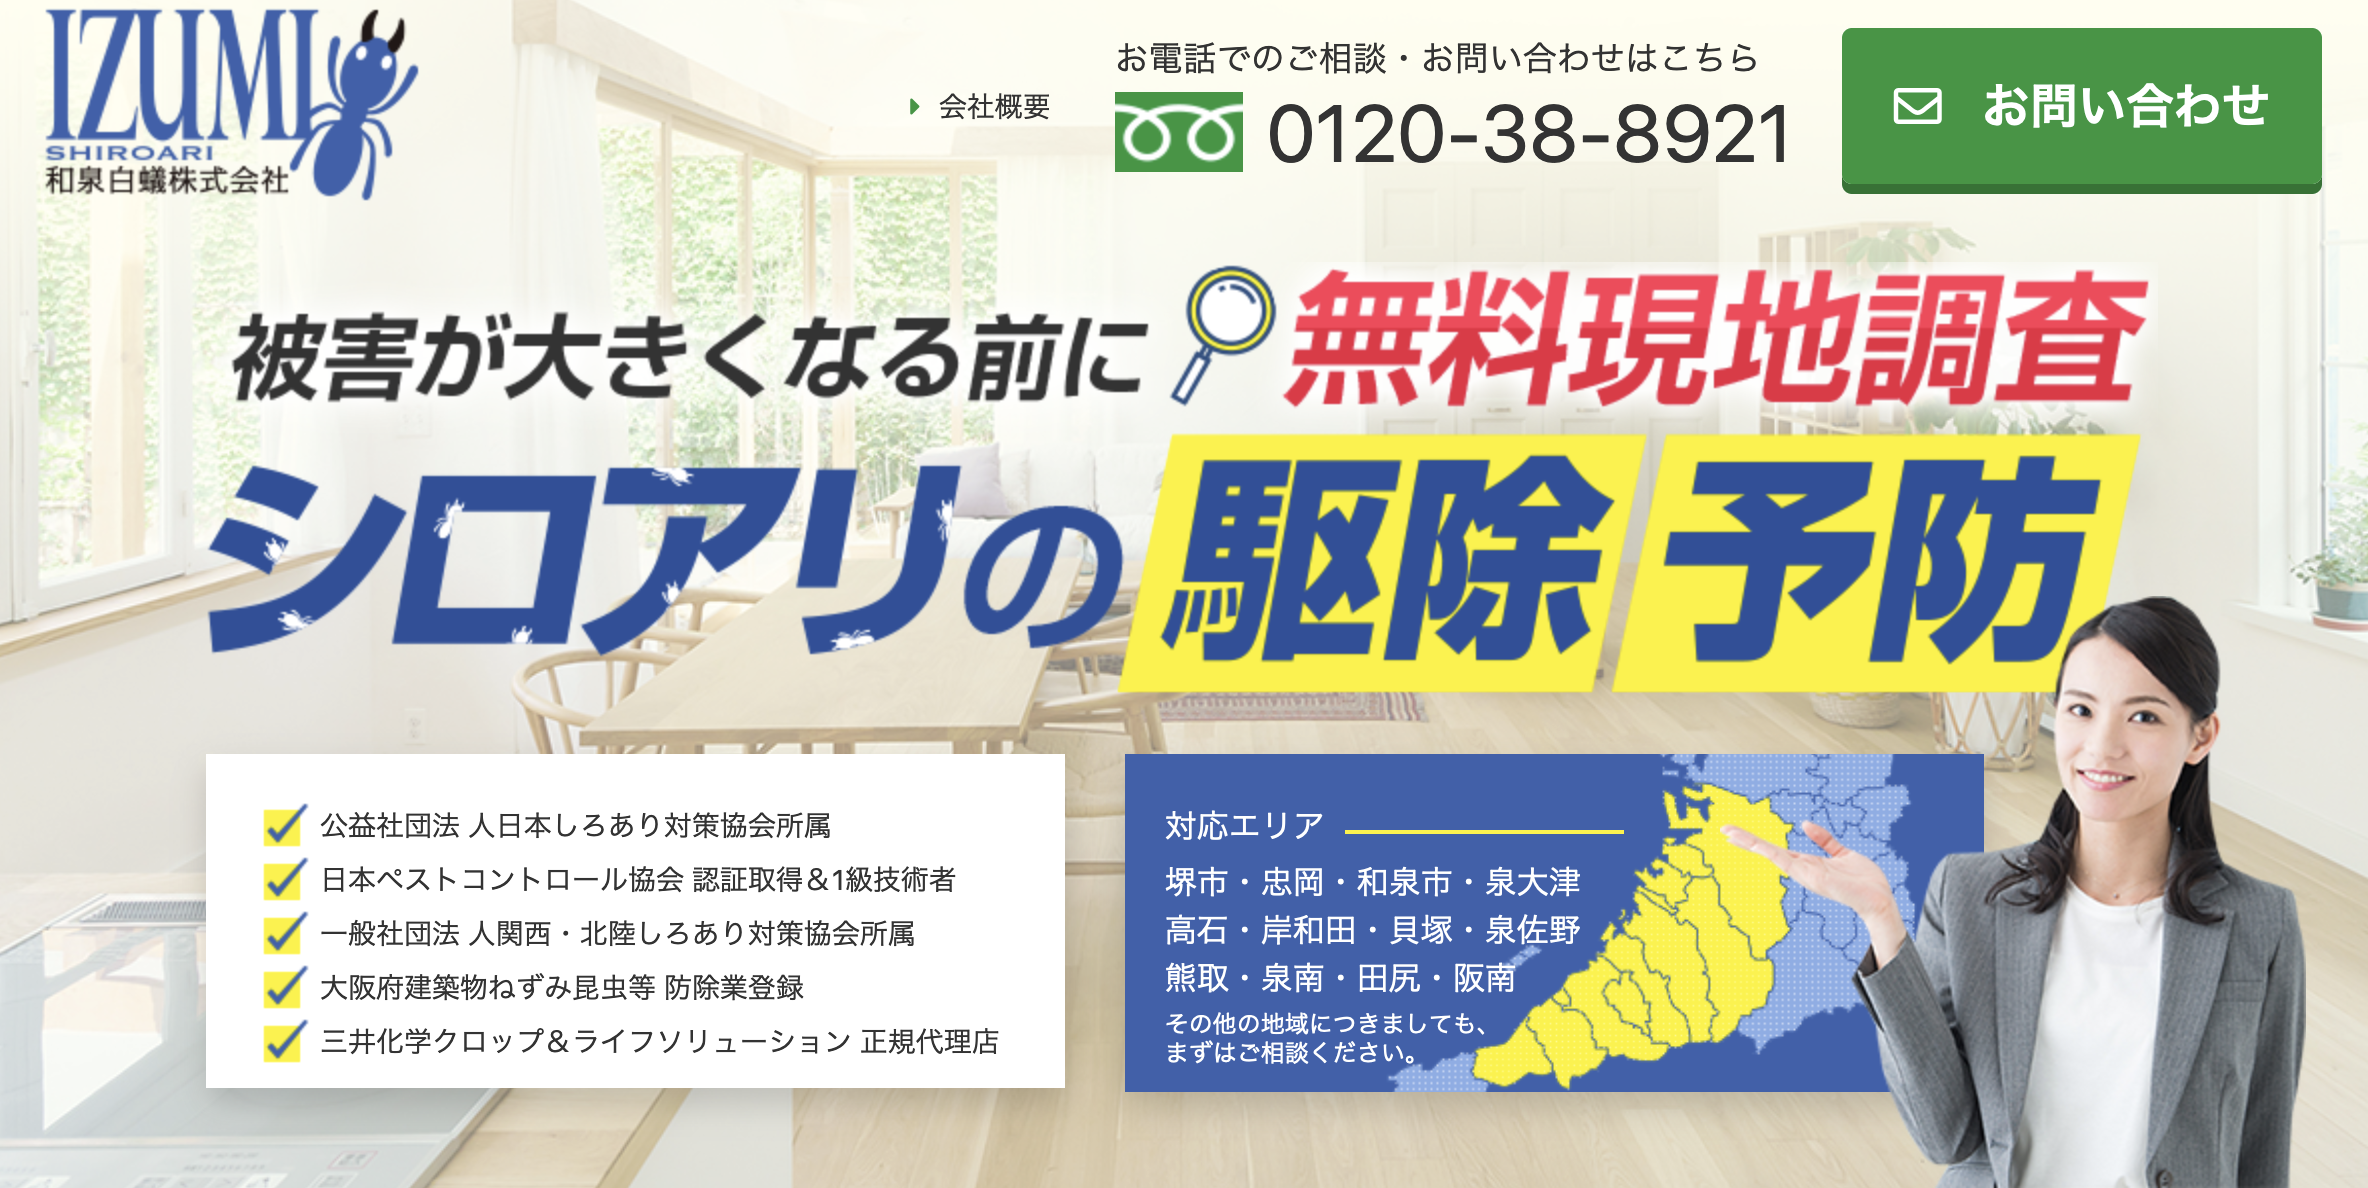 IZUMI
SHIROARI
和泉白蟻株式会社
会社概要
お電話でのご相談・お問い合わせはこちら
0120-38-8921
お問い合わせ
被害が大きくなる前に
無料現地調査
シロアリの駆除 予防
公益社団法 人日本しろあり対策協会所属
日本ペストコントロール協会 認証取得＆1級技術者
一般社団法 人関西・北陸しろあり対策協会所属
大阪府建築物ねずみ昆虫等 防除業登録
三井化学クロップ＆ライフソリューション 正規代理店
対応エリア
堺市・忠岡・和泉市・泉大津
高石・岸和田・貝塚・泉佐野
熊取・泉南・田尻・阪南
その他の地域につきましても、
まずはご相談ください。